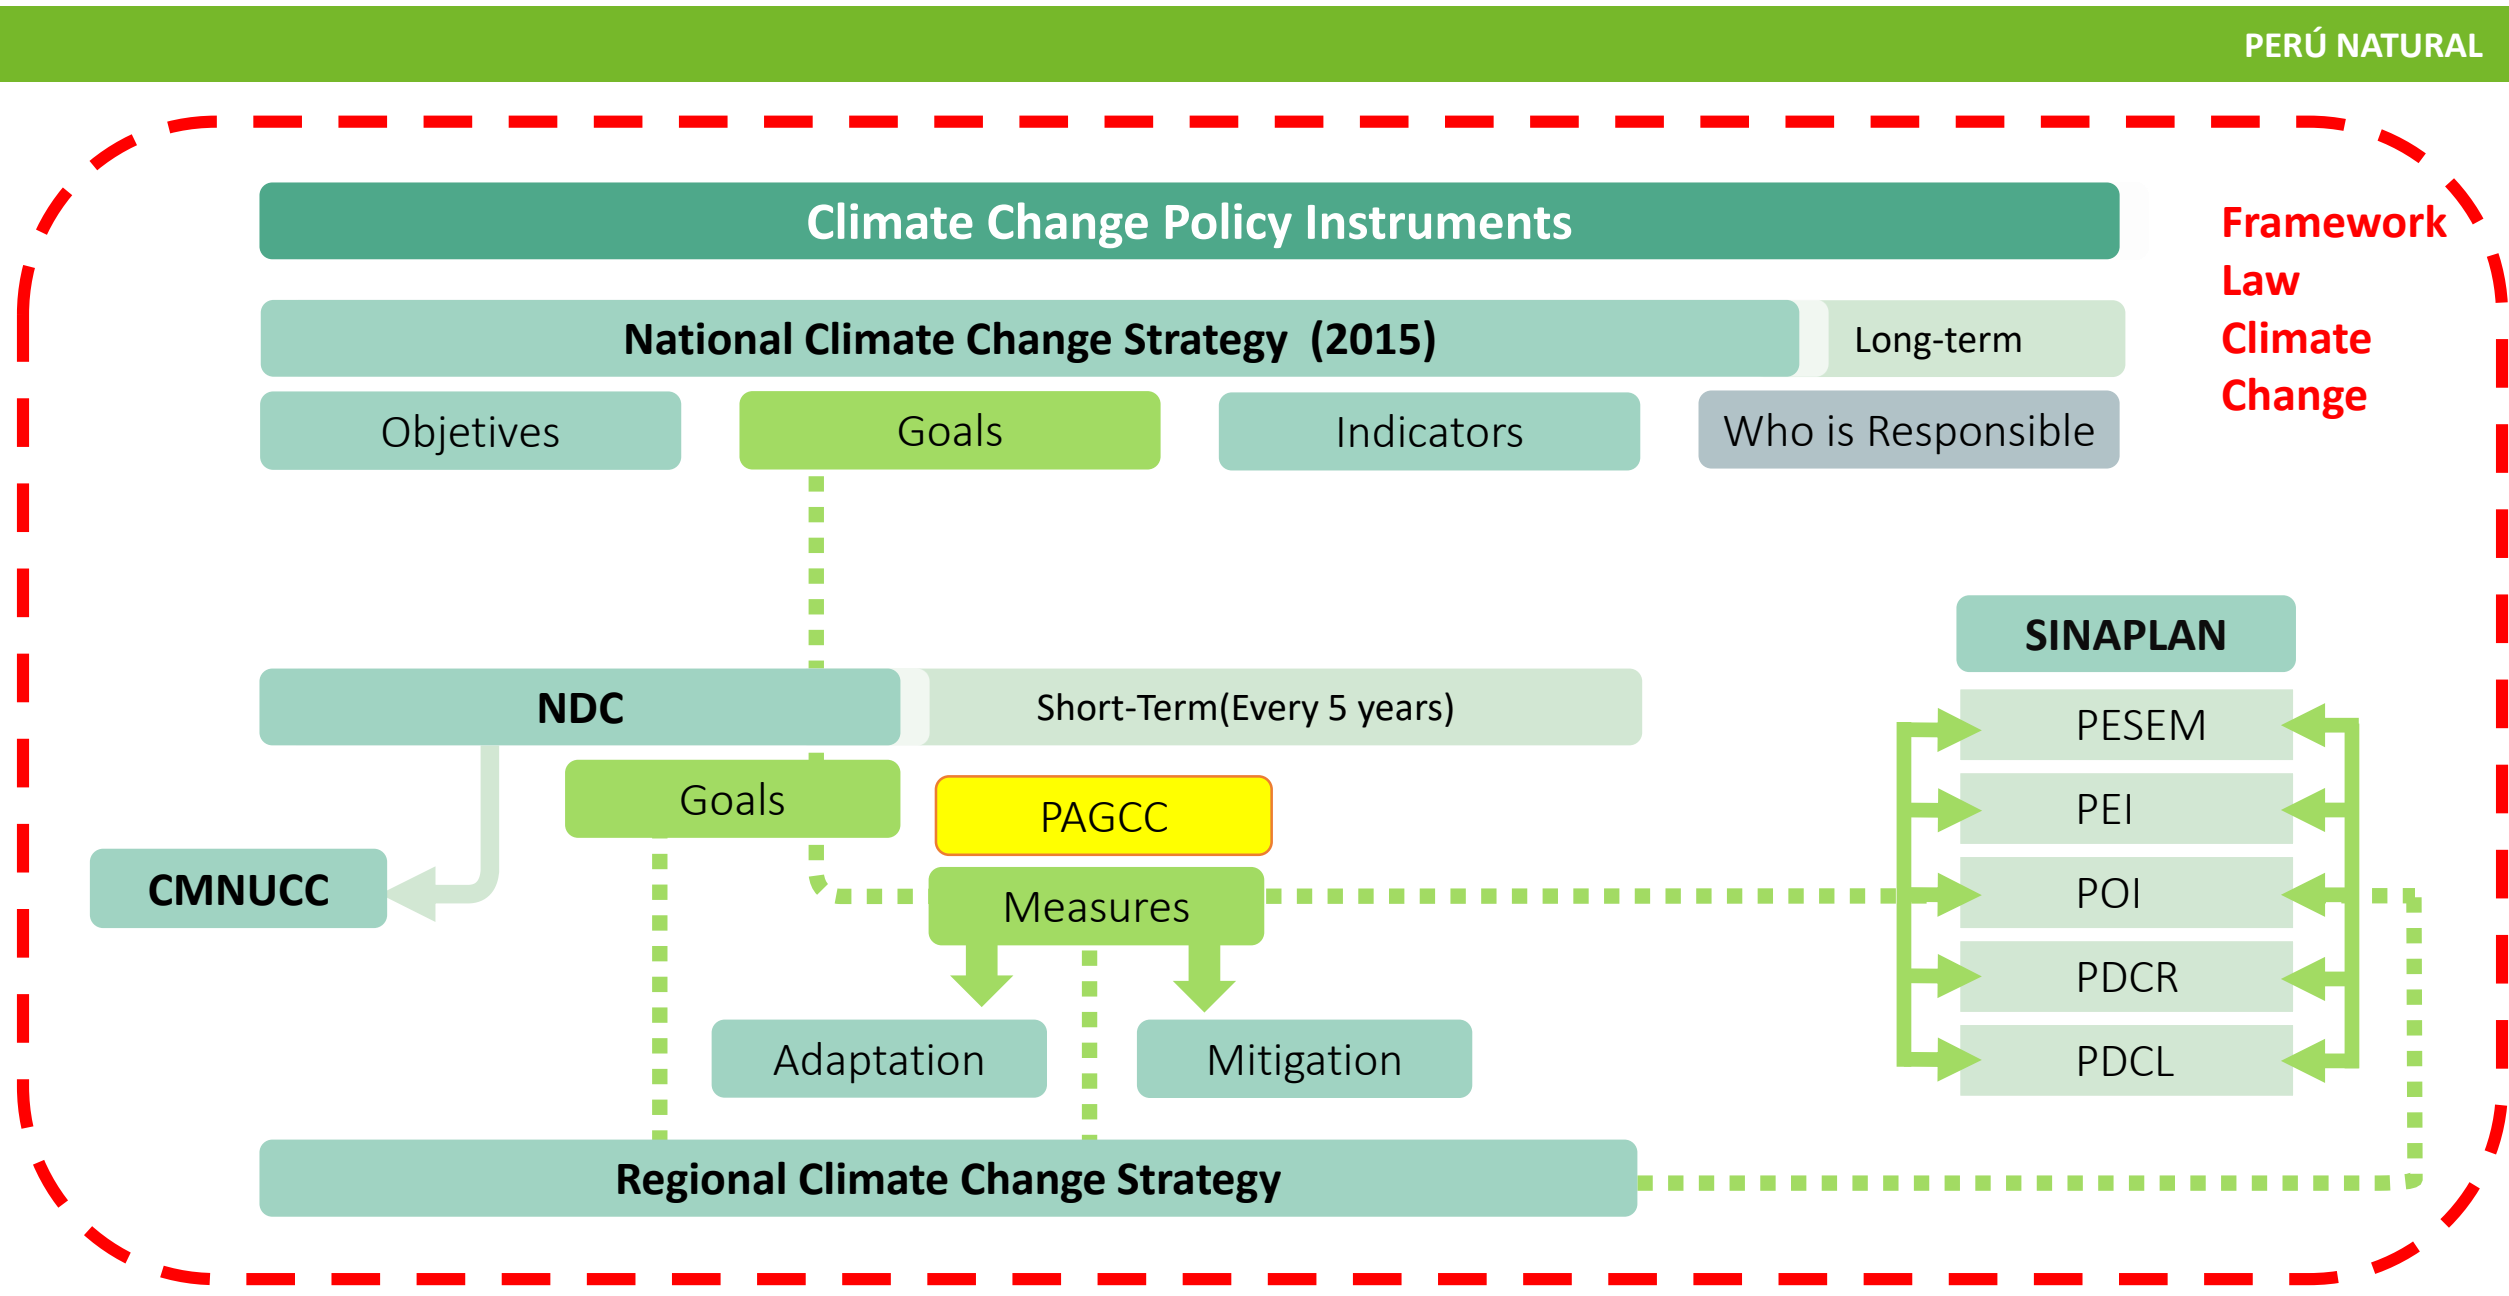 PERÚ NATURAL
Climate Change Policy Instruments
Framework
Law
Climate
Change
National Climate Change Strategy (2015)
Long-term
Objetives
Goals
Indicators
Who is Responsible
SINAPLAN
NDC
Short-Term(Every 5 years)
PESEM
Goals
PAGCC
PEI
CMNUCC
Measures
POI
PDCR
Adaptation
Mitigation
PDCL
Regional Climate Change Strategy